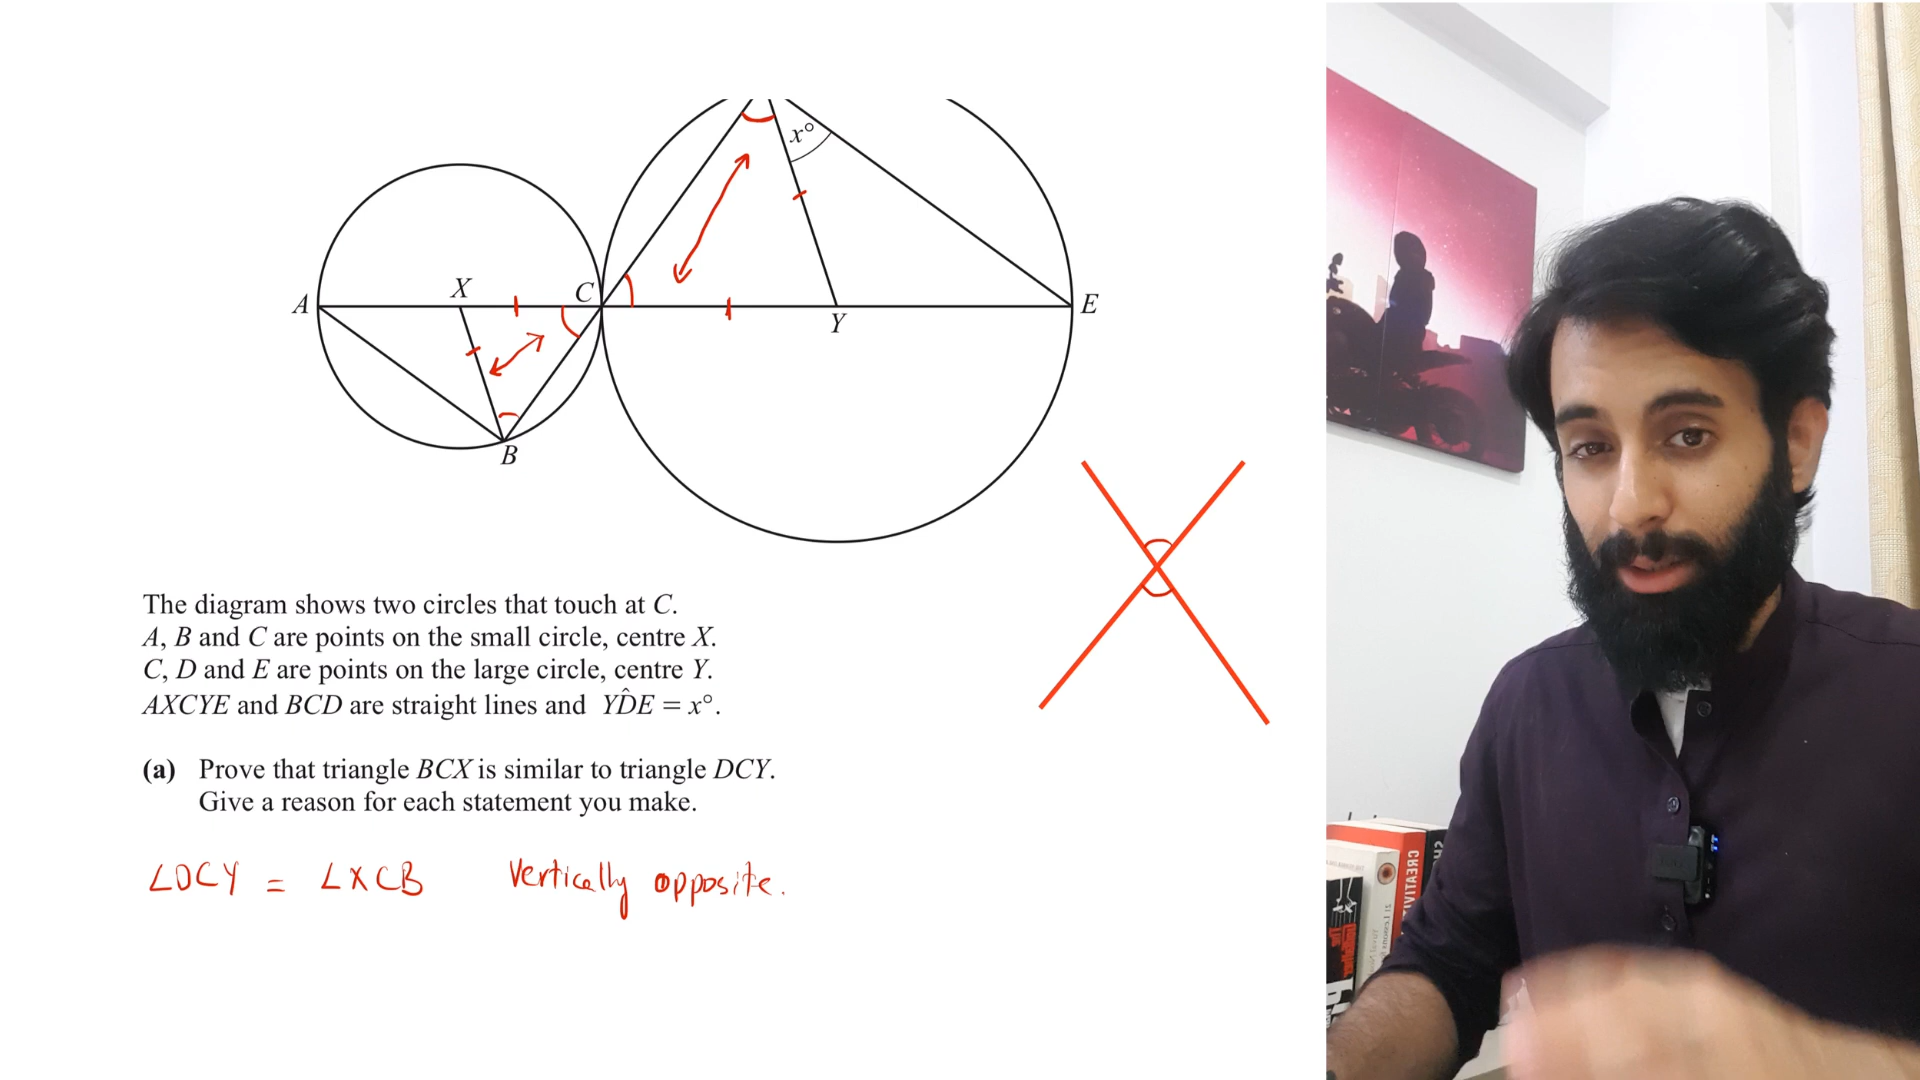 x°
X
C
A
E
Y
B
The diagram shows two circles that touch at C.
A, B and C are points on the small circle, centre X.
C, D and E are points on the large circle, centre Y.
AXCYE and BCD are straight lines and YD̂E = x°.
(a) Prove that triangle BCX is similar to triangle DCY.
Give a reason for each statement you make.
∠DCY = ∠XCB Vertically opposite.